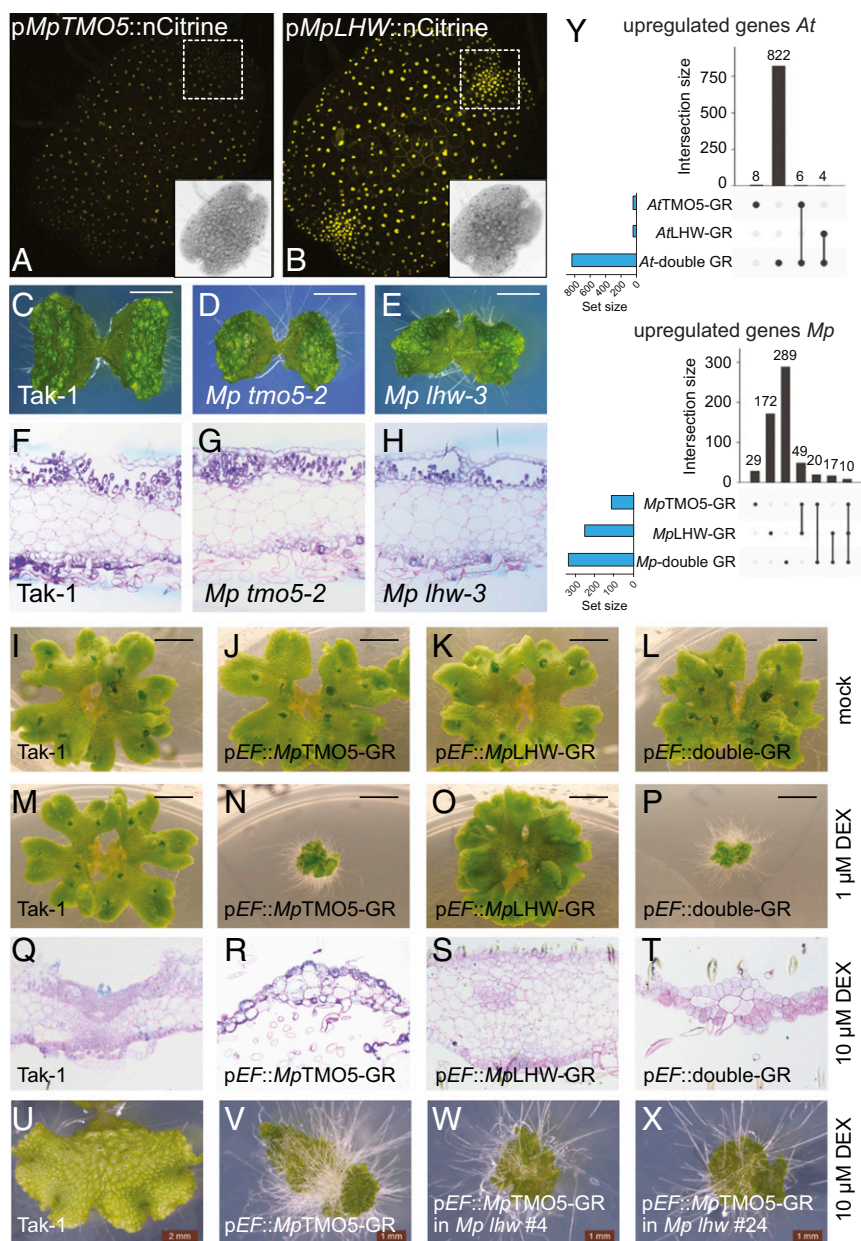 pMpTMO5::nCitrine
pMpLHW::nCitrine
A
B
C
Tak-1
D
Mp tmo5-2
E
Mp lhw-3
F
Tak-1
G
Mp tmo5-2
H
Mp lhw-3
Y
upregulated genes At
Intersection size
750
500
250
0
8
822
6
4
AtTMO5-GR
AtLHW-GR
At-double GR
800
600
400
200
0
Set size
upregulated genes Mp
Intersection size
300
200
100
0
29
172
289
49
20
17
10
MpTMO5-GR
MpLHW-GR
Mp-double GR
300
200
100
0
Set size
I
Tak-1
J
pEF::MpTMO5-GR
K
pEF::MpLHW-GR
L
pEF::double-GR
mock
M
Tak-1
N
pEF::MpTMO5-GR
O
pEF::MpLHW-GR
P
pEF::double-GR
1 µM DEX
Q
Tak-1
R
pEF::MpTMO5-GR
S
pEF::MpLHW-GR
T
pEF::double-GR
10 µM DEX
U
Tak-1
2 mm
V
pEF::MpTMO5-GR
1 mm
W
pEF::MpTMO5-GR
in Mp lhw #4
1 mm
X
pEF::MpTMO5-GR
in Mp lhw #24
1 mm
10 µM DEX